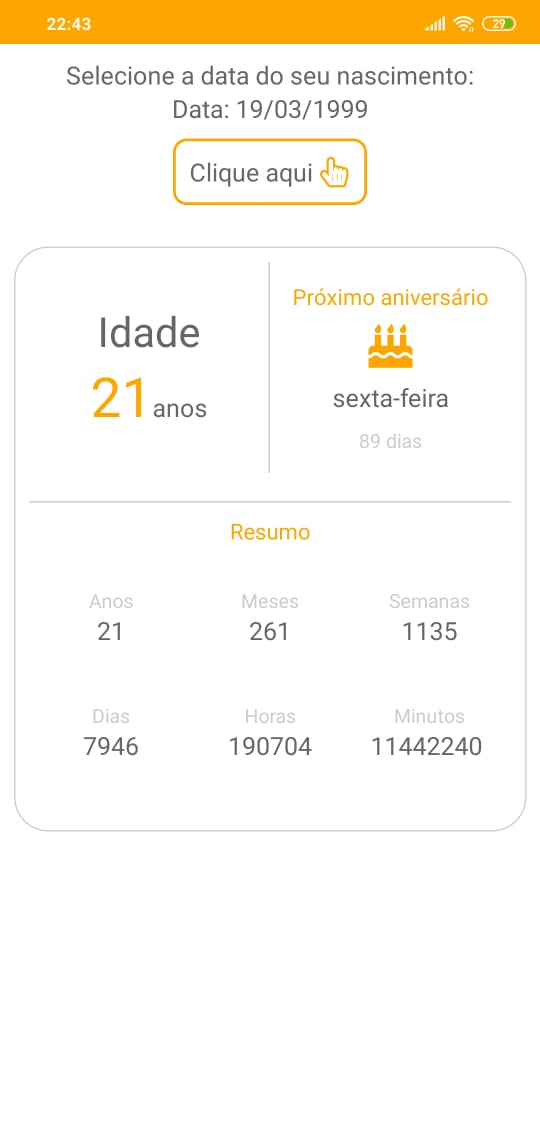 22:43
29
Selecione a data do seu nascimento:
Data: 19/03/1999
Clique aqui
Idade
21 anos
Próximo aniversário
sexta-feira
89 dias
Resumo
Anos Meses Semanas
21 261 1135
Dias Horas Minutos
7946 190704 11442240